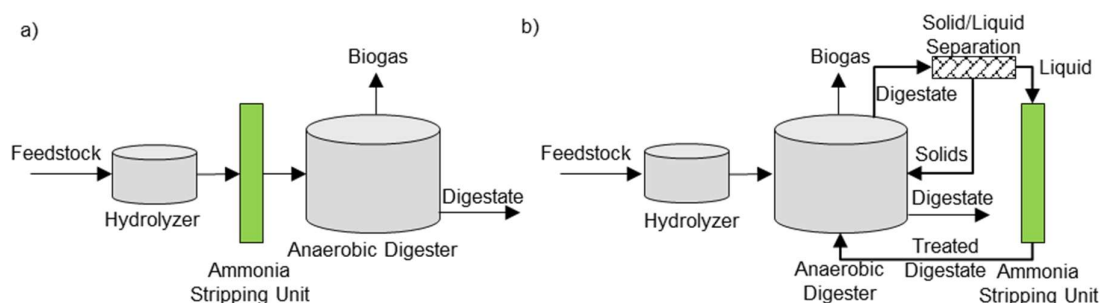 a)
Biogas
Feedstock
Hydrolyzer
Digestate
Anaerobic Digester
Ammonia
Stripping Unit
b)
Solid/Liquid
Separation
Biogas
Liquid
Digestate
Feedstock
Solids
Hydrolyzer
Digestate
Treated
Digestate
Anaerobic
Digester
Ammonia
Stripping Unit